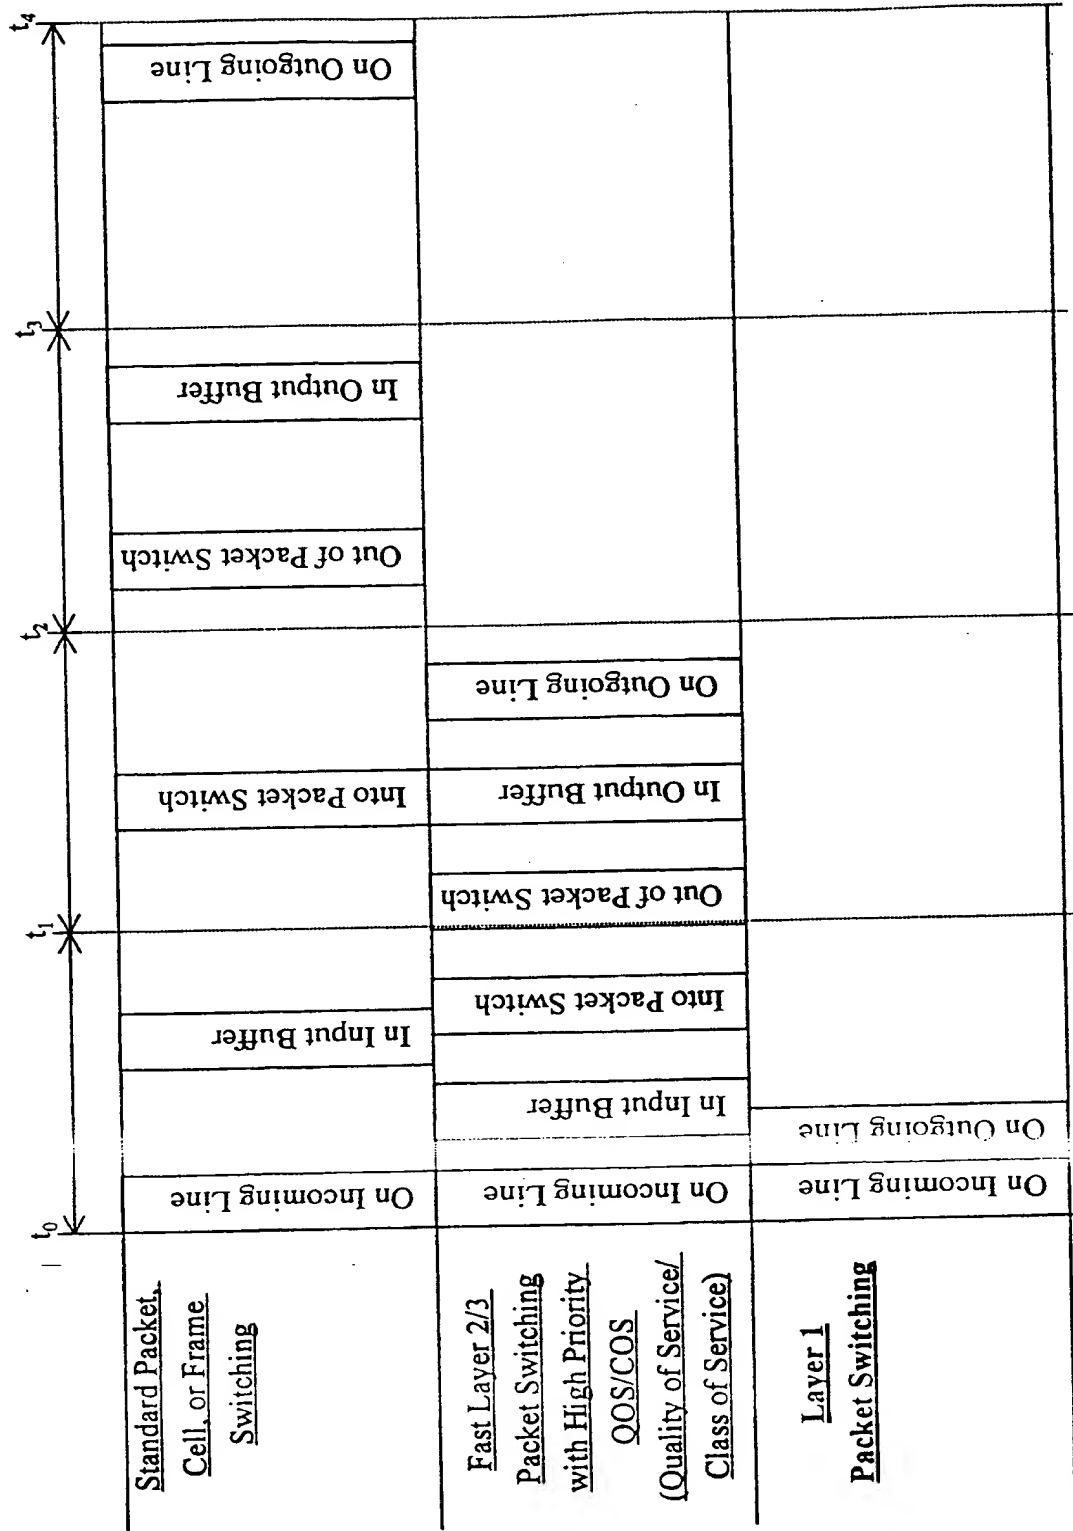 t0
t1
t2
t3
t4
Standard Packet,
Cell, or Frame
Switching
On Incoming Line
In Input Buffer
Into Packet Switch
Out of Packet Switch
In Output Buffer
On Outgoing Line
Fast Layer 2/3
Packet Switching
with High Priority
QOS/COS
(Quality of Service/
Class of Service)
On Incoming Line
In Input Buffer
Into Packet Switch
Out of Packet Switch
In Output Buffer
On Outgoing Line
Layer 1
Packet Switching
On Incoming Line
On Outgoing Line